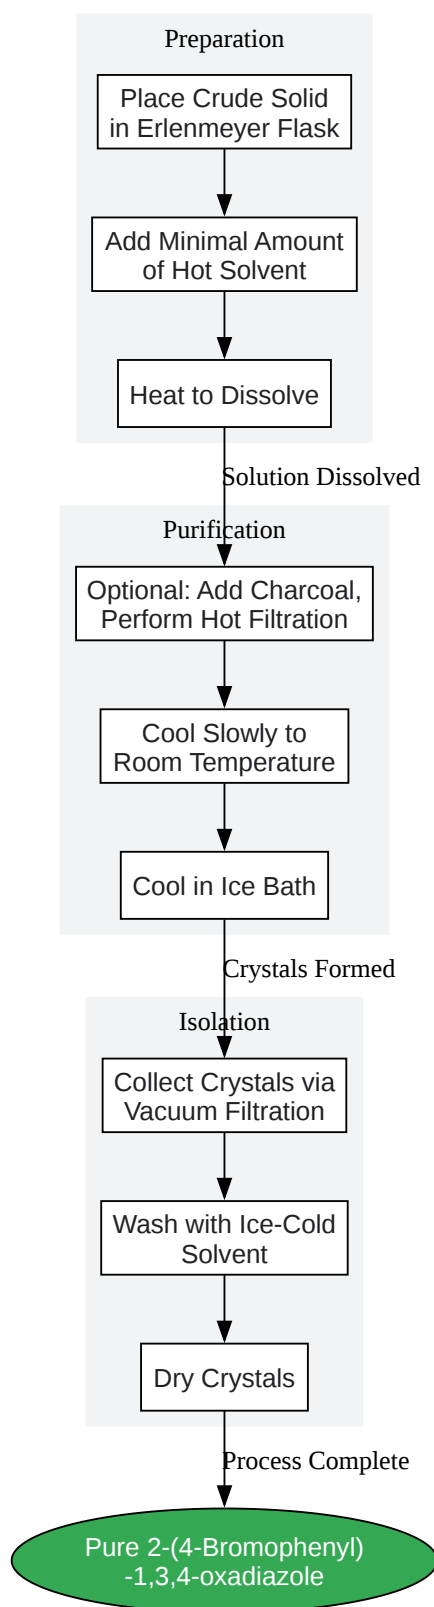 Preparation
Place Crude Solid
in Erlenmeyer Flask
Add Minimal Amount
of Hot Solvent
Heat to Dissolve
Solution Dissolved
Purification
Optional: Add Charcoal,
Perform Hot Filtration
Cool Slowly to
Room Temperature
Cool in Ice Bath
Crystals Formed
Isolation
Collect Crystals via
Vacuum Filtration
Wash with Ice-Cold
Solvent
Dry Crystals
Process Complete
Pure 2-(4-Bromophenyl)
-1,3,4-oxadiazole